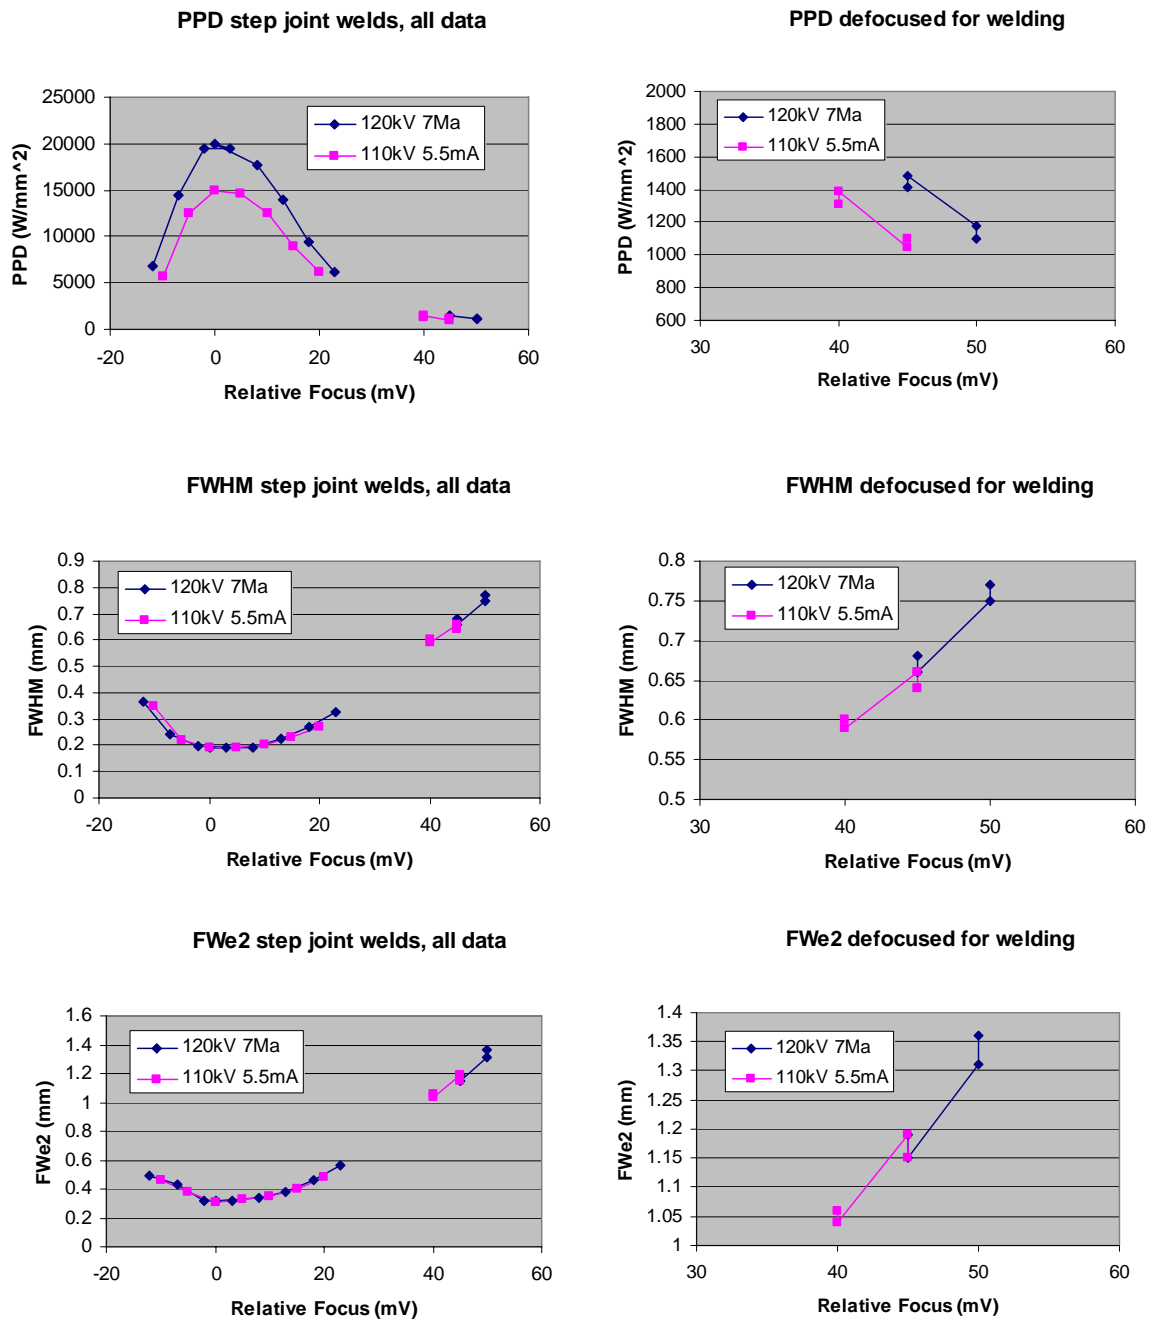 PPD step joint welds, all data
25000
20000
15000
10000
5000
0
-20
0
20
40
60
PPD (W/mm^2)
Relative Focus (mV)
120kV 7Ma
110kV 5.5mA
PPD defocused for welding
2000
1800
1600
1400
1200
1000
800
600
30
40
50
60
PPD (W/mm^2)
Relative Focus (mV)
120kV 7Ma
110kV 5.5mA
FWHM step joint welds, all data
0.9
0.8
0.7
0.6
0.5
0.4
0.3
0.2
0.1
0
-20
0
20
40
60
FWHM (mm)
Relative Focus (mV)
120kV 7Ma
110kV 5.5mA
FWHM defocused for welding
0.8
0.75
0.7
0.65
0.6
0.55
0.5
30
40
50
60
FWHM (mm)
Relative Focus (mV)
120kV 7Ma
110kV 5.5mA
FWe2 step joint welds, all data
1.6
1.4
1.2
1
0.8
0.6
0.4
0.2
0
-20
0
20
40
60
FWe2 (mm)
Relative Focus (mV)
120kV 7Ma
110kV 5.5mA
FWe2 defocused for welding
1.4
1.35
1.3
1.25
1.2
1.15
1.1
1.05
1
30
40
50
60
FWe2 (mm)
Relative Focus (mV)
120kV 7Ma
110kV 5.5mA